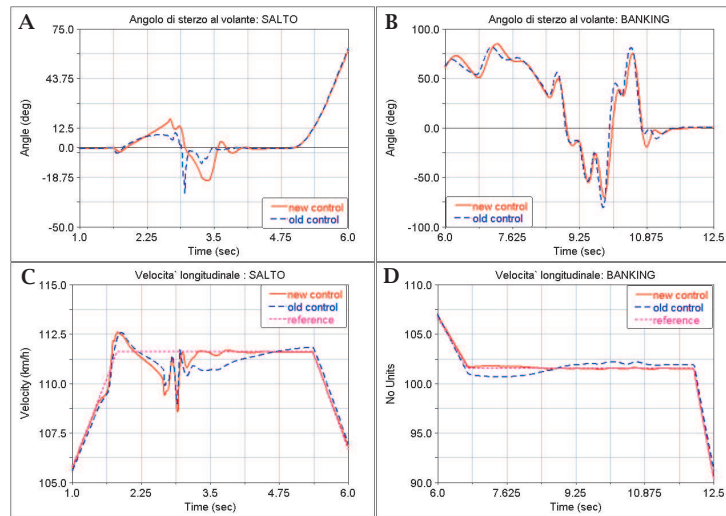 A
Angolo di sterzo al volante: SALTO
Angle (deg)
75.0
43.75
12.5
0.0
-18.75
-50.0
1.0 2.25 3.5 4.75 6.0
Time (sec)
new control
old control
B
Angolo di sterzo al volante: BANKING
Angle (deg)
100.0
50.0
0.0
-50.0
-100.0
6.0 7.625 9.25 10.875 12.5
Time (sec)
new control
old control
C
Velocita` longitudinale : SALTO
Velocity (km/h)
115.0
112.5
110.0
107.5
105.0
1.0 2.25 3.5 4.75 6.0
Time (sec)
new control
old control
reference
D
Velocita` longitudinale: BANKING
No Units
110.0
105.0
100.0
95.0
90.0
6.0 7.625 9.25 10.875 12.5
Time (sec)
new control
old control
reference